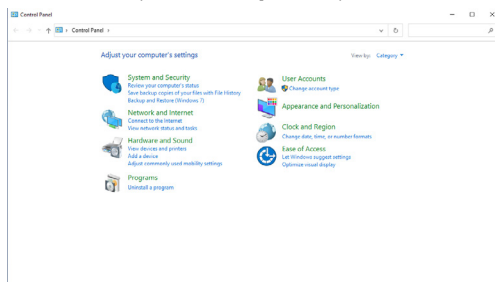 Control Panel
Control Panel
Adjust your computer's settings
View by: Category
System and Security
Review your computer's status
Save backup copies of your files with File History
Backup and Restore (Windows 7)
Network and Internet
Connect to the Internet
View network status and tasks
Hardware and Sound
View devices and printers
Add a device
Adjust commonly used mobility settings
Programs
Uninstall a program
User Accounts
Change account type
Appearance and Personalization
Clock and Region
Change date, time, or number formats
Ease of Access
Let Windows suggest settings
Optimize visual display